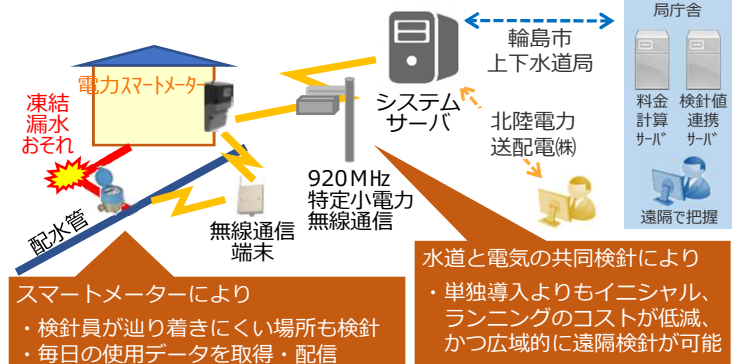 局庁舎
輪島市
上下水道局
電力スマートメーター
凍結
漏水
おそれ
システム
サーバ
料金
計算
サーバ
検針値
連携
サーバ
北陸電力
送配電㈱
920MHz
特定小電力
無線通信
遠隔で把握
配水管
無線通信
端末
スマートメーターにより
・検針員が辿り着きにくい場所も検針
・毎日の使用データを取得・配信
水道と電気の共同検針により
・単独導入よりもイニシャル、
ランニングのコストが低減、
かつ広域的に遠隔検針が可能